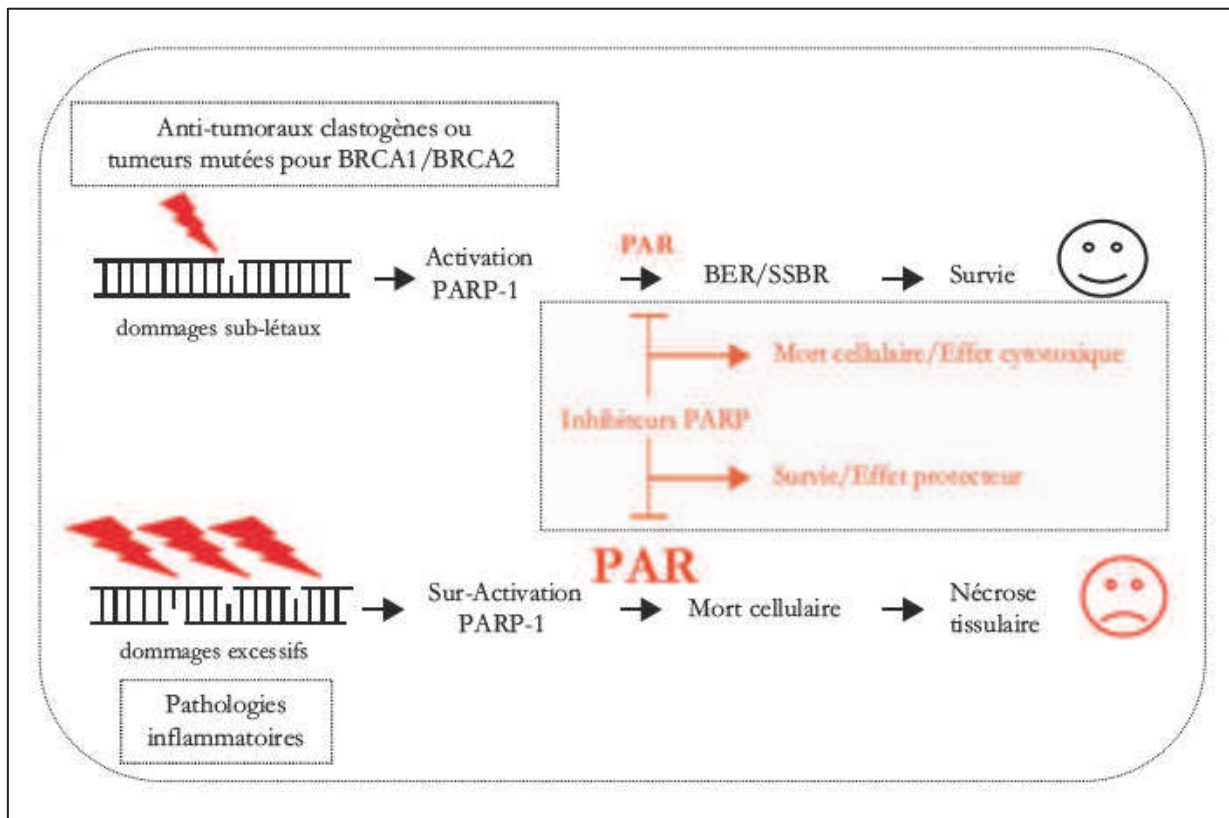 Anti-tumoraux clastogènes ou
tumeurs mutées pour BRCA1/BRCA2
dommages sub-létaux
Activation
PARP-1
PAR
BER/SSBR
Survie
Mort cellulaire/Effet cytotoxique
Inhibiteurs PARP
Survie/Effet protecteur
dommages excessifs
Sur-Activation
PARP-1
PAR
Mort cellulaire
Nécrose
tissulaire
Pathologies
inflammatoires